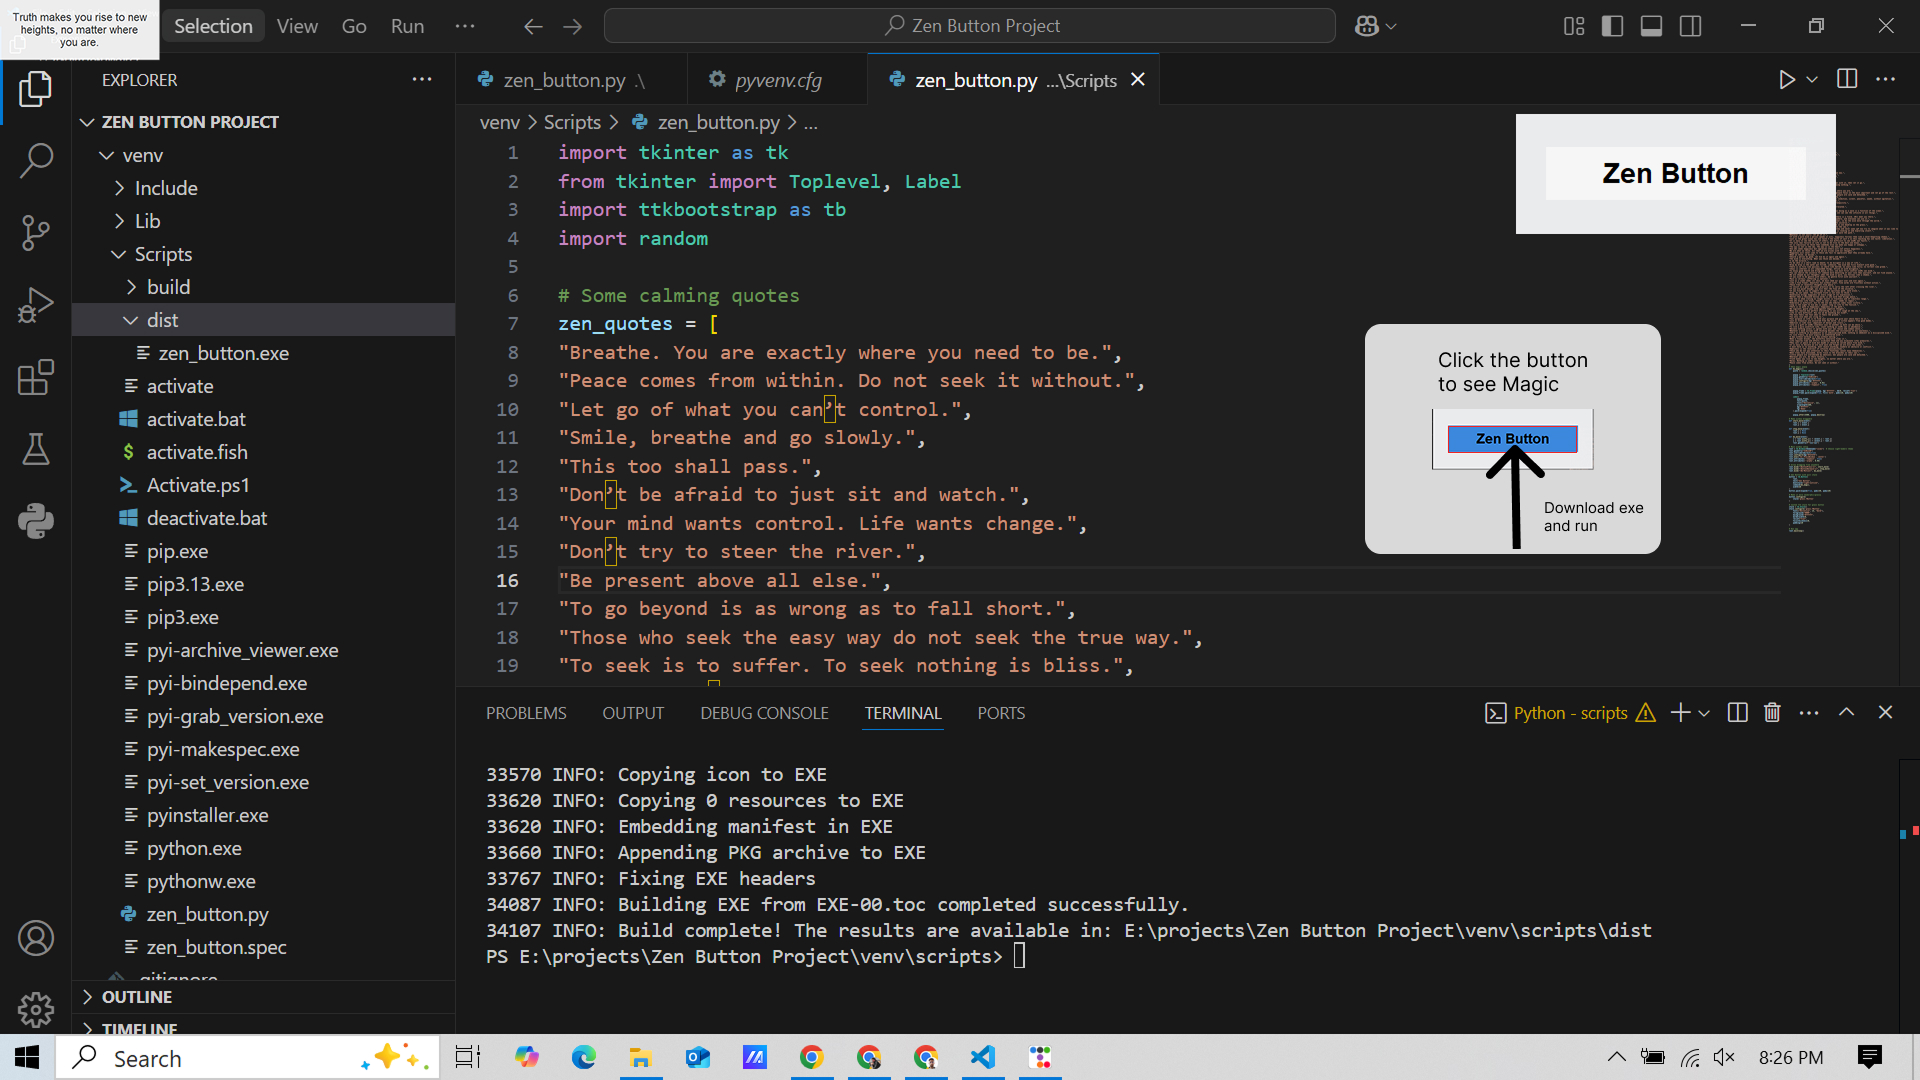 Truth makes you rise to new
heights, no matter where
you are.
Selection View Go Run ...
Zen Button Project
EXPLORER
ZEN BUTTON PROJECT
venv
Include
Lib
Scripts
build
dist
zen_button.exe
activate
activate.bat
activate.fish
Activate.ps1
deactivate.bat
pip.exe
pip3.13.exe
pip3.exe
pyi-archive_viewer.exe
pyi-bindepend.exe
pyi-grab_version.exe
pyi-makespec.exe
pyi-set_version.exe
pyinstaller.exe
python.exe
pythonw.exe
zen_button.py
zen_button.spec
.gitignore
OUTLINE
TIMELINE
zen_button.py .\
pyvenv.cfg
zen_button.py ...\Scripts
venv > Scripts > zen_button.py > ...
1 import tkinter as tk
2 from tkinter import Toplevel, Label
3 import ttkbootstrap as tb
4 import random
5
6 # Some calming quotes
7 zen_quotes = [
8 "Breathe. You are exactly where you need to be.",
9 "Peace comes from within. Do not seek it without.",
10 "Let go of what you can’t control.",
11 "Smile, breathe and go slowly.",
12 "This too shall pass.",
13 "Don’t be afraid to just sit and watch.",
14 "Your mind wants control. Life wants change.",
15 "Don’t try to steer the river.",
16 "Be present above all else.",
17 "To go beyond is as wrong as to fall short.",
18 "Those who seek the easy way do not seek the true way.",
19 "To seek is to suffer. To seek nothing is bliss.",
Zen Button
Click the button
to see Magic
Zen Button
Download exe
and run
PROBLEMS OUTPUT DEBUG CONSOLE TERMINAL PORTS
Python - scripts
33570 INFO: Copying icon to EXE
33620 INFO: Copying 0 resources to EXE
33620 INFO: Embedding manifest in EXE
33660 INFO: Appending PKG archive to EXE
33767 INFO: Fixing EXE headers
34087 INFO: Building EXE from EXE-00.toc completed successfully.
34107 INFO: Build complete! The results are available in: E:\projects\Zen Button Project\venv\scripts\dist
PS E:\projects\Zen Button Project\venv\scripts>
Search
8:26 PM